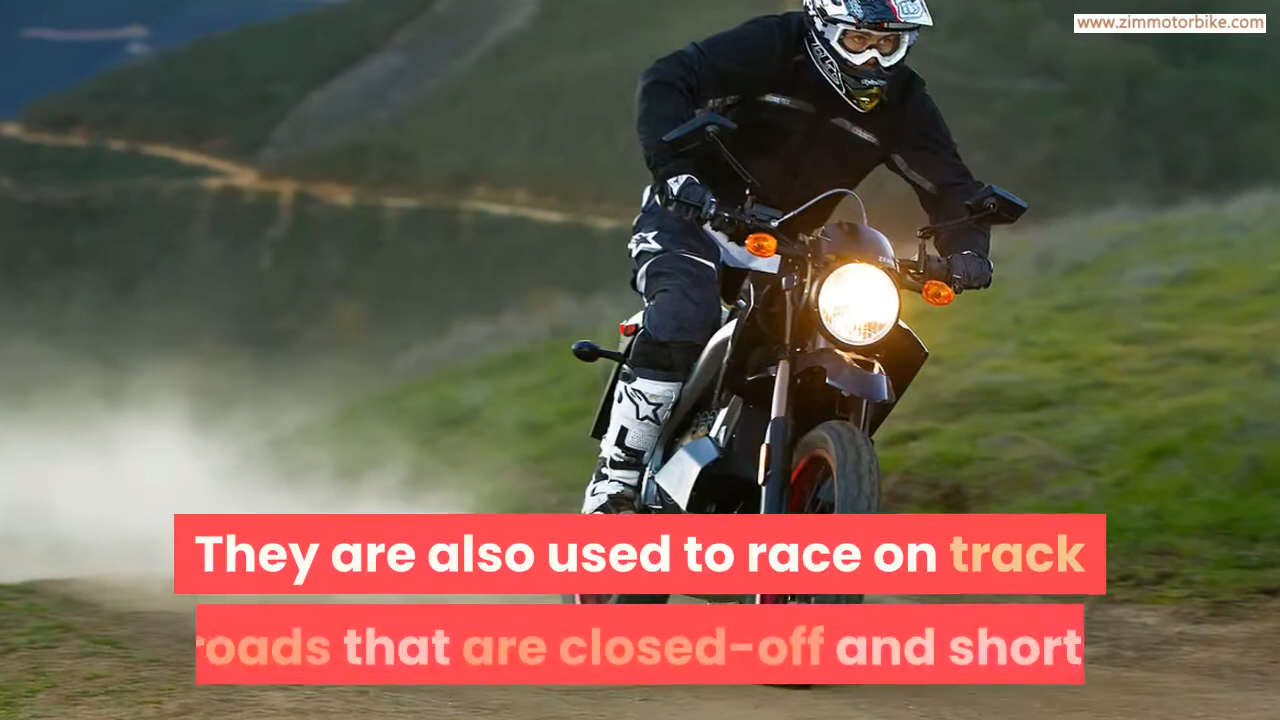 www.zimmotorbike.com
They are also used to race on track
roads that are closed-off and short